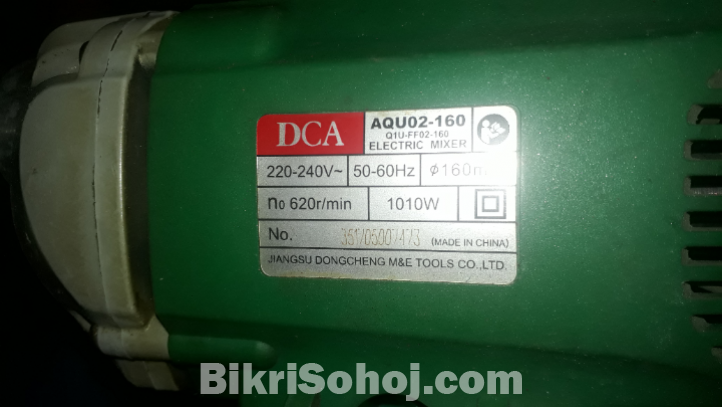 DCA
AQU02-160
Q1U-FF02-160
ELECTRIC MIXER
220-240V~ 50-60Hz ϕ160m
n₀ 620r/min 1010W
No. (MADE IN CHINA)
JIANGSU DONGCHENG M&E TOOLS CO.,LTD.
BikriSohoj.com